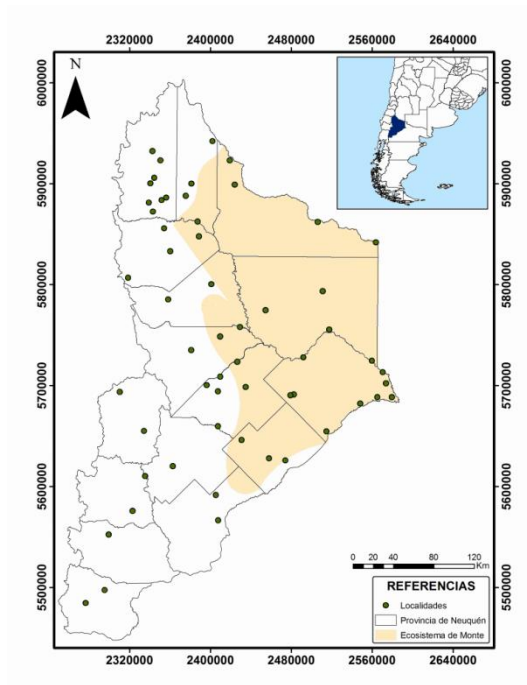 2320000 2400000 2480000 2560000 2640000
N
6000000 6000000
5900000 5900000
5800000 5800000
5700000 5700000
5600000 5600000
5500000 5500000
0 20 40 80 120
Km
REFERENCIAS
Localidades
Provincia de Neuquén
Ecosistema de Monte
2320000 2400000 2480000 2560000 2640000